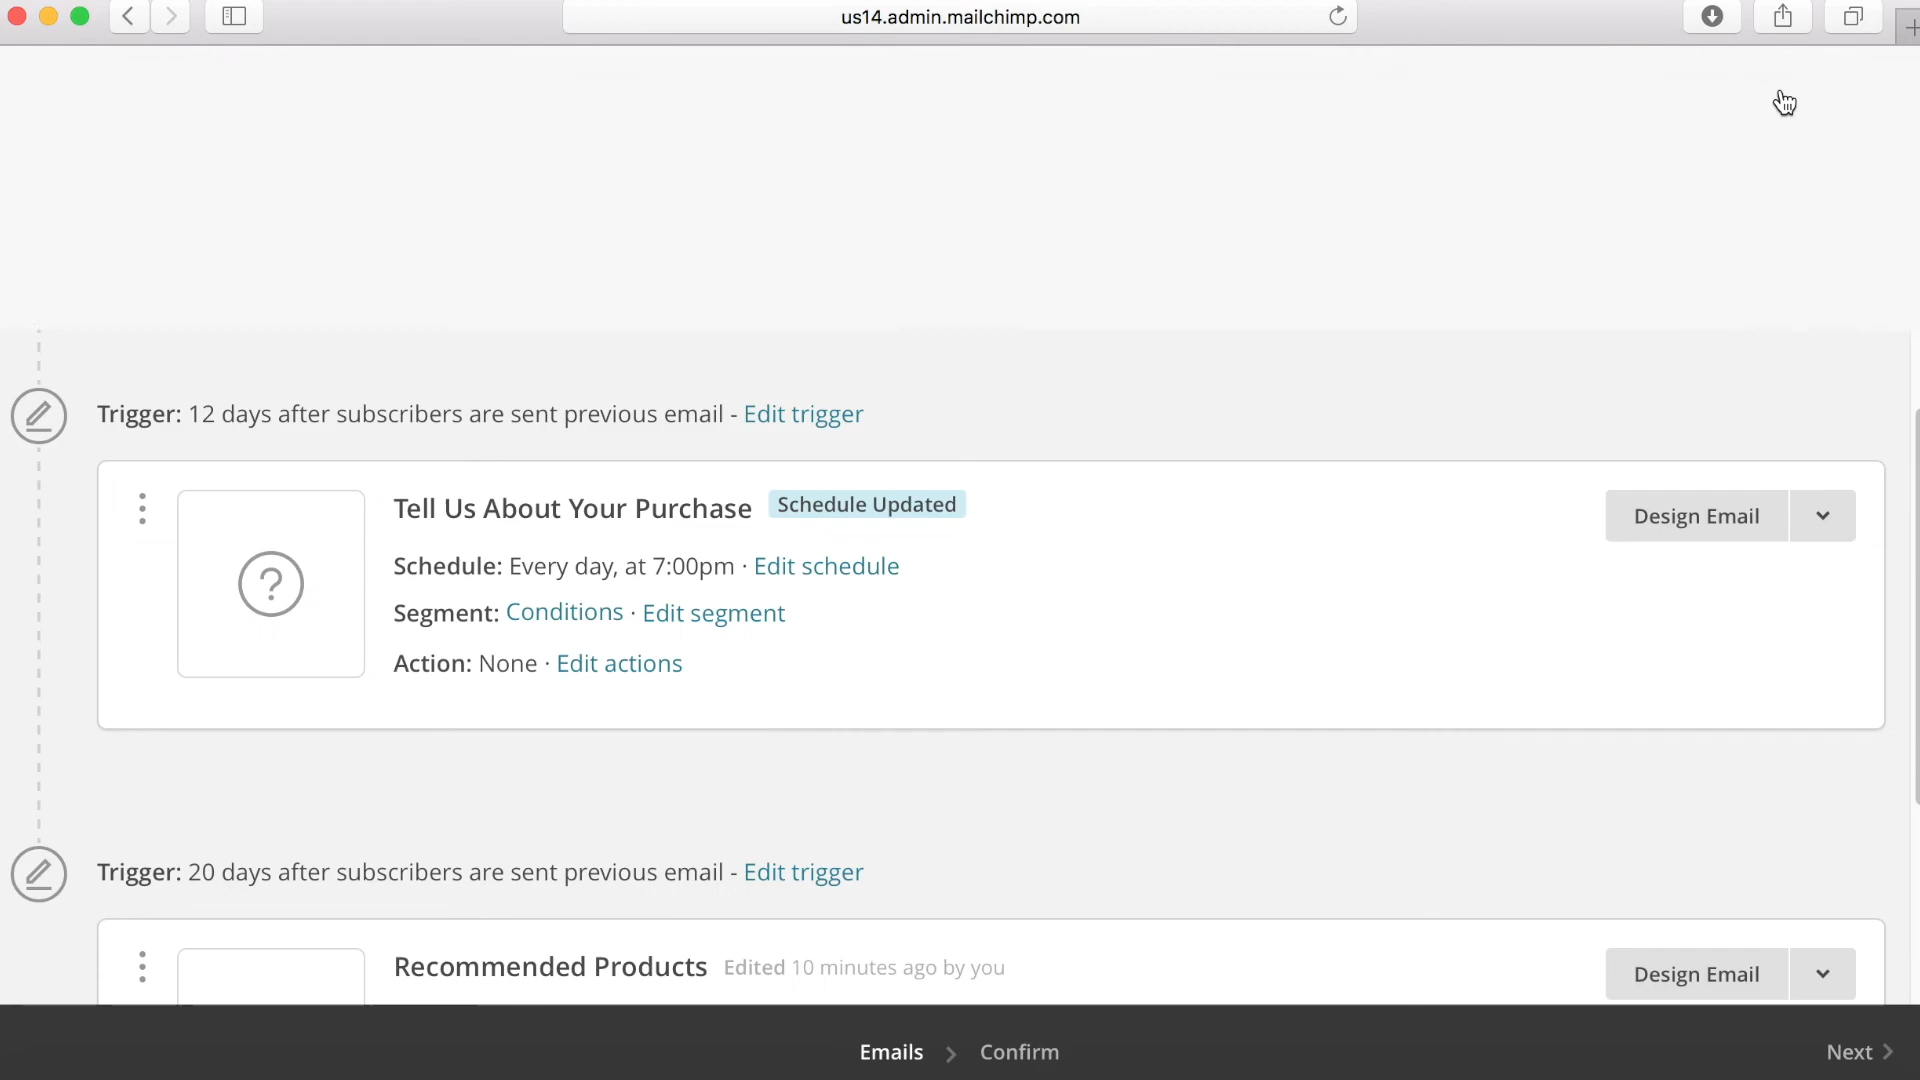 us14.admin.mailchimp.com
Trigger: 12 days after subscribers are sent previous email - Edit trigger
Tell Us About Your Purchase Schedule Updated
Design Email
Schedule: Every day, at 7:00pm · Edit schedule
?
Segment: Conditions · Edit segment
Action: None · Edit actions
Trigger: 20 days after subscribers are sent previous email - Edit trigger
Recommended Products Edited 10 minutes ago by you
Design Email
Emails > Confirm
Next >